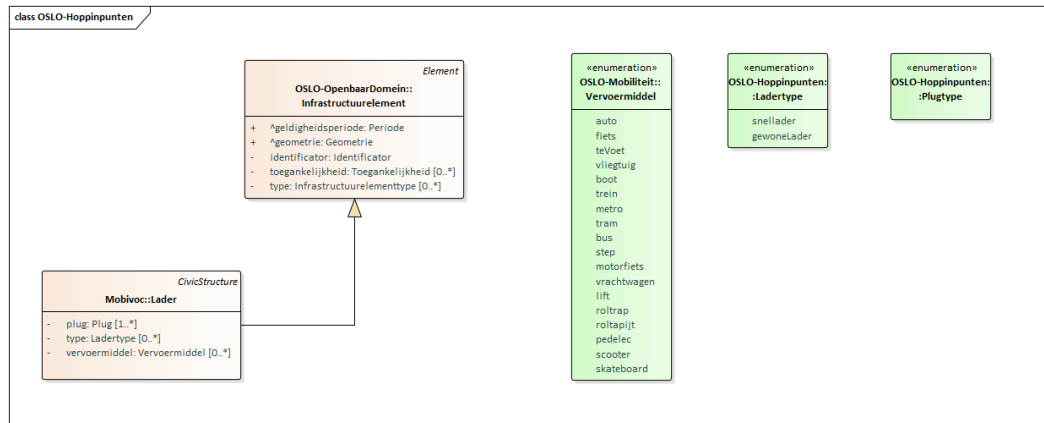 class OSLO-Hoppinpunten
Element
OSLO-OpenbaarDomein::
Infrastructuurelement
+ ^geldigheidsperiode: Periode
+ ^geometrie: Geometrie
- identificator: Identificator
- toegankelijkheid: Toegankelijkheid [0..*]
- type: Infrastructuurelementtype [0..*]
CivicStructure
Mobivoc::Lader
- plug: Plug [1..*]
- type: Ladertype [0..*]
- vervoermiddel: Vervoermiddel [0..*]
«enumeration»
OSLO-Mobiliteit::
Vervoermiddel
auto
fiets
teVoet
vliegtuig
boot
trein
metro
tram
bus
step
motorfiets
vrachtwagen
lift
roltrap
roltapijt
pedelec
scooter
skateboard
«enumeration»
OSLO-Hoppinpunten:
:Ladertype
snellader
gewoneLader
«enumeration»
OSLO-Hoppinpunten:
:Plugtype